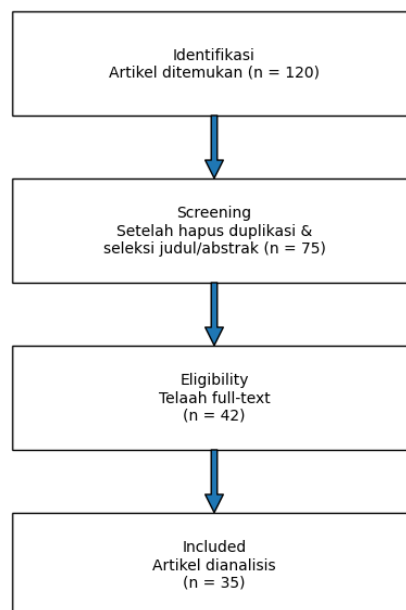 Identifikasi
Artikel ditemukan (n = 120)
Screening
Setelah hapus duplikasi &
seleksi judul/abstrak (n = 75)
Eligibility
Telaah full-text
(n = 42)
Included
Artikel dianalisis
(n = 35)